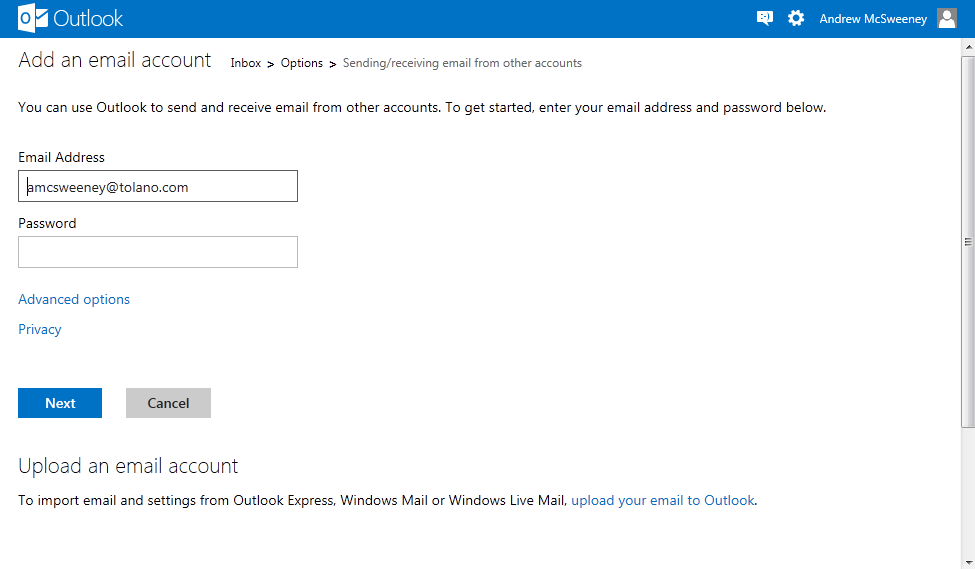 Outlook
Andrew McSweeney
Add an email account Inbox > Options > Sending/receiving email from other accounts
You can use Outlook to send and receive email from other accounts. To get started, enter your email address and password below.
Email Address
amcsweeney@tolano.com
Password
Advanced options
Privacy
Next Cancel
Upload an email account
To import email and settings from Outlook Express, Windows Mail or Windows Live Mail, upload your email to Outlook.